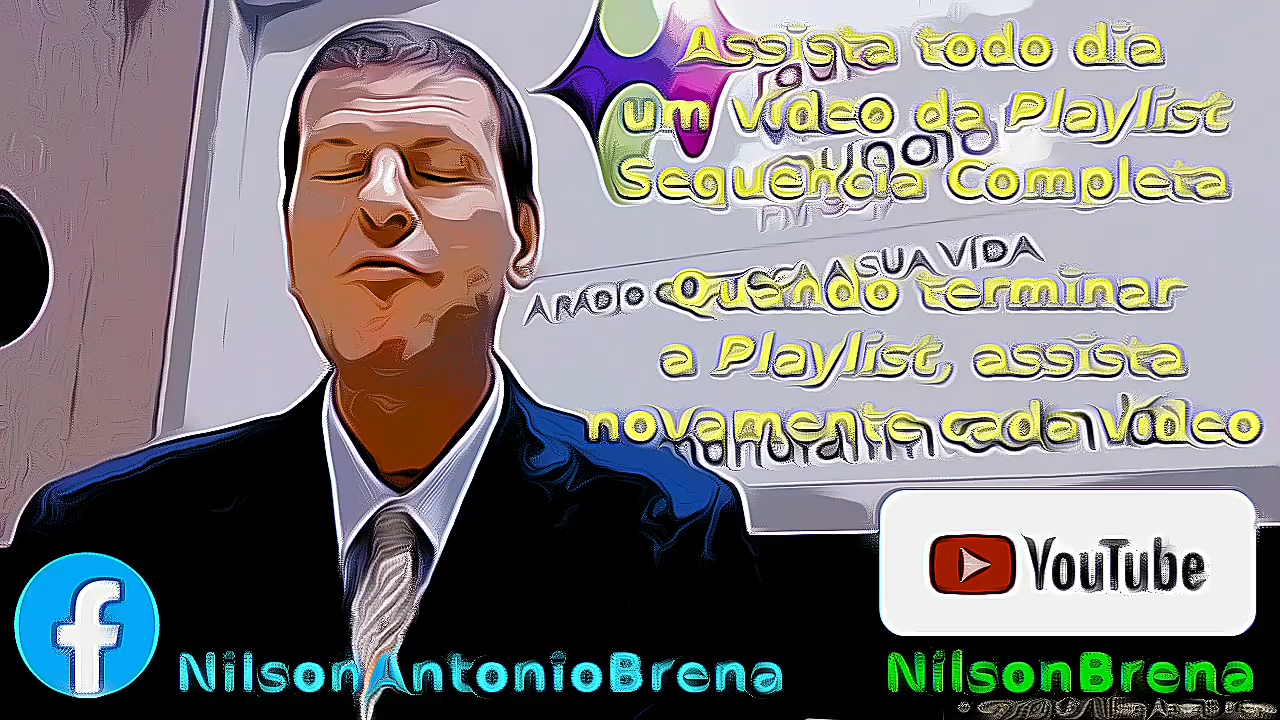 Assista todo dia
um vídeo da Playlist
Sequência Completa
A RÁDIO A SUA VIDA
Quando terminar
a Playlist, assista
novamente cada vídeo
YouTube
NilsonAntonioBrena
NilsonBrena